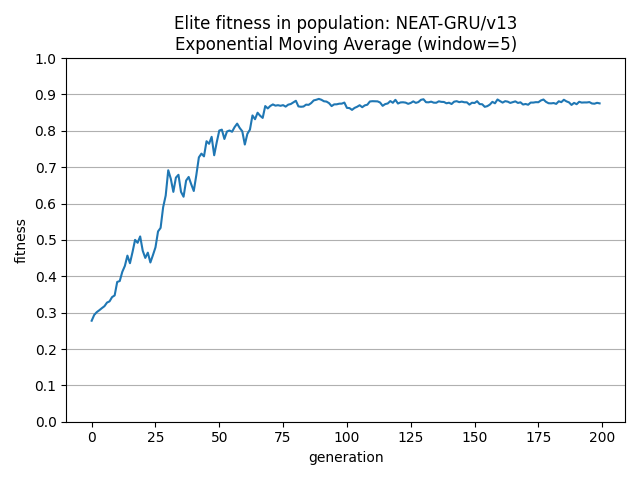 Elite fitness in population: NEAT-GRU/v13
Exponential Moving Average (window=5)
1.0
0.9
0.8
0.7
0.6
0.5
0.4
0.3
0.2
0.1
0.0
fitness
0 25 50 75 100 125 150 175 200
generation